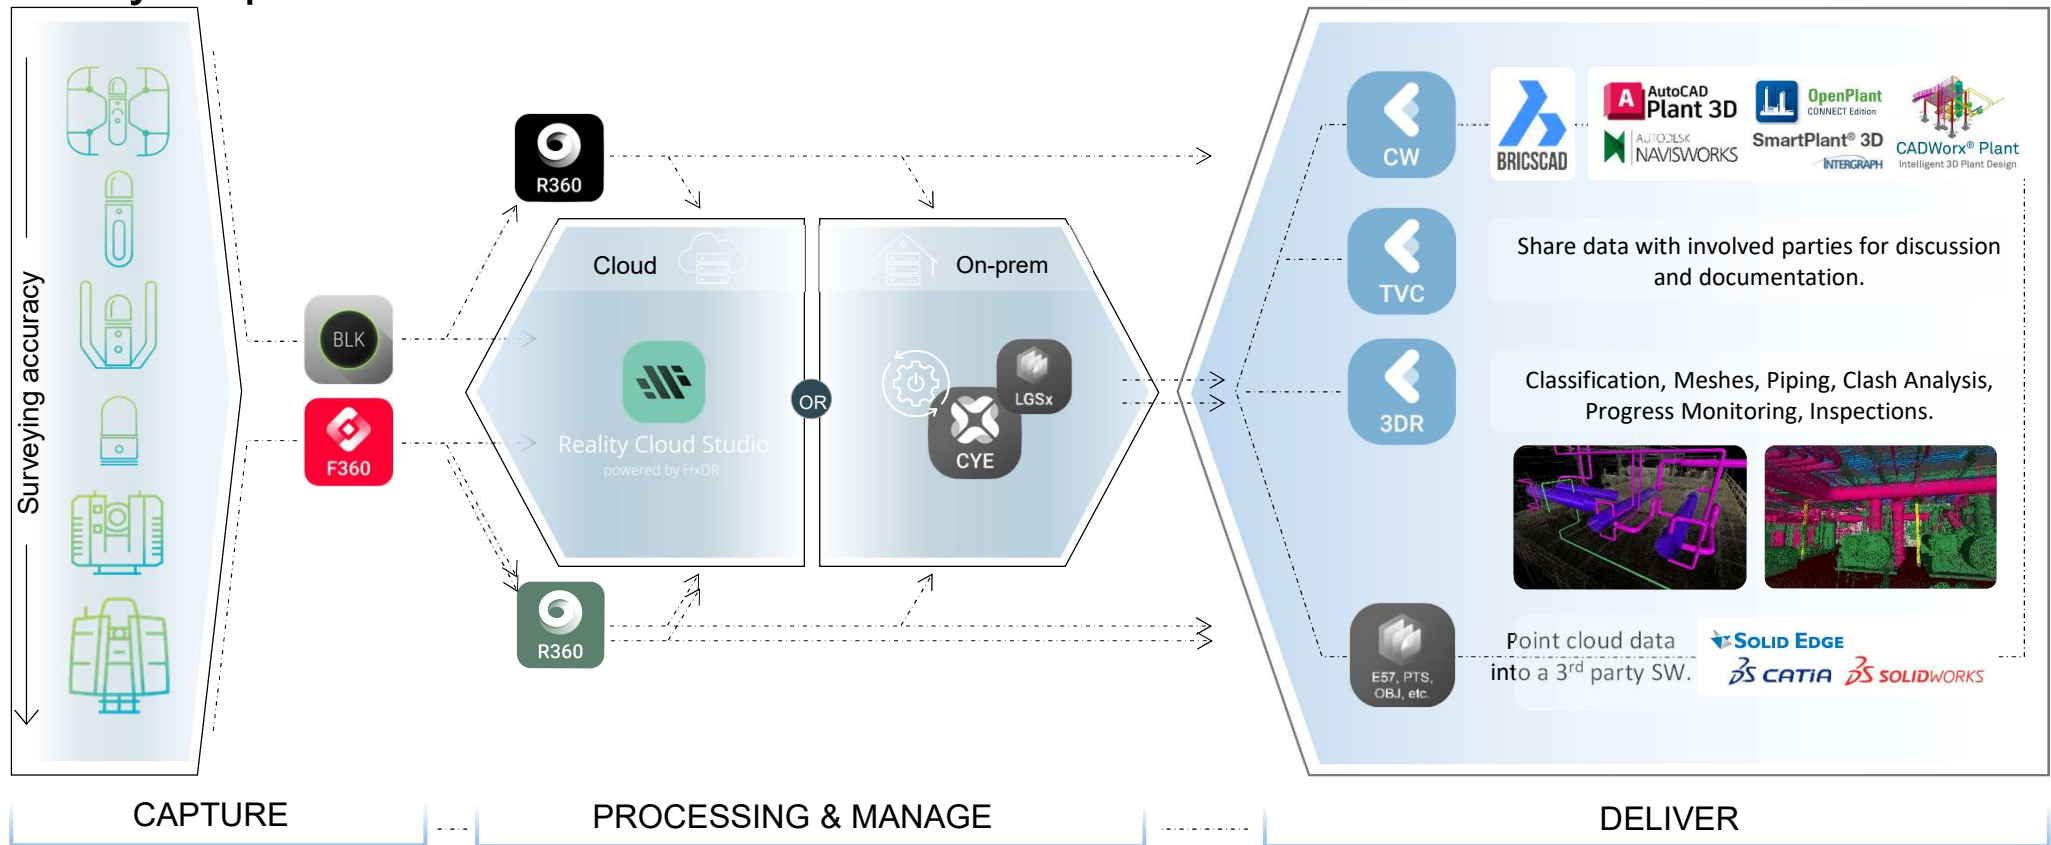 Surveying accuracy
BLK
F360
R360
R360
Cloud
Reality Cloud Studio
powered by HxDR
OR
On-prem
LGSx
CYE
CW
BRICSCAD
A AUTOCAD
Plant 3D
AUTODESK
NAVISWORKS
OpenPlant
CONNECT Edition
SmartPlant® 3D
INTERGRAPH
CADWorx® Plant
Intelligent 3D Plant Design
TVC
Share data with involved parties for discussion
and documentation.
3DR
Classification, Meshes, Piping, Clash Analysis,
Progress Monitoring, Inspections.
E57, PTS,
OBJ, etc.
Point cloud data
into a 3rd party SW.
SOLID EDGE
3S CATIA
3S SOLIDWORKS
CAPTURE
PROCESSING & MANAGE
DELIVER